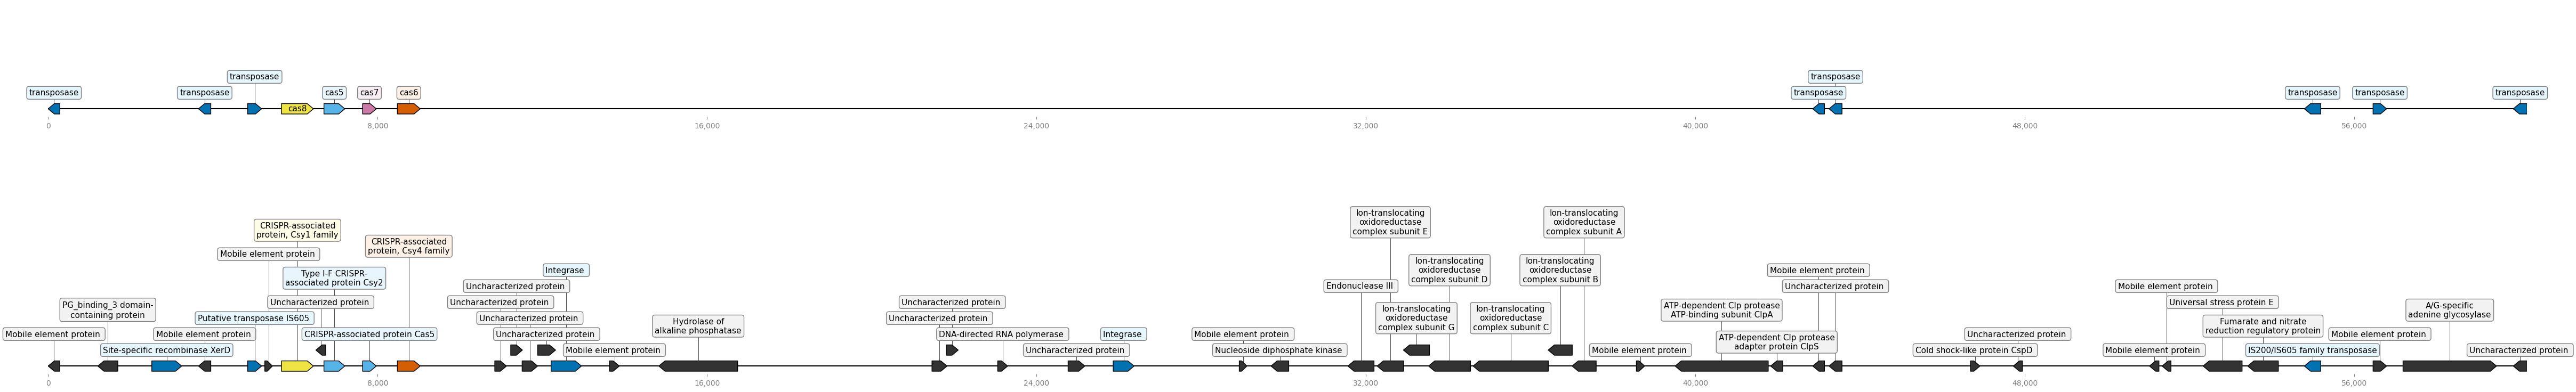 transposase
transposase
transposase
transposase
transposase
cas5
cas7
cas6
transposase
transposase
transposase
transposase
cas8
0
8,000
16,000
24,000
32,000
40,000
48,000
56,000
Ion-translocating
oxidoreductase
complex subunit E
Ion-translocating
oxidoreductase
complex subunit A
CRISPR-associated
protein, Csy1 family
CRISPR-associated
protein, Csy4 family
Mobile element protein
Ion-translocating
oxidoreductase
complex subunit D
Ion-translocating
oxidoreductase
complex subunit B
Type I-F CRISPR-
associated protein Csy2
Integrase
Mobile element protein
Uncharacterized protein
Endonuclease III
Uncharacterized protein
Mobile element protein
PG_binding_3 domain-
containing protein
Uncharacterized protein
Uncharacterized protein
Uncharacterized protein
Ion-translocating
oxidoreductase
complex subunit G
Ion-translocating
oxidoreductase
complex subunit C
ATP-dependent Clp protease
ATP-binding subunit ClpA
Universal stress protein E
A/G-specific
adenine glycosylase
Putative transposase IS605
Uncharacterized protein
Hydrolase of
alkaline phosphatase
Uncharacterized protein
Fumarate and nitrate
reduction regulatory protein
Mobile element protein
Mobile element protein
CRISPR-associated protein Cas5
Uncharacterized protein
DNA-directed RNA polymerase
Integrase
Mobile element protein
ATP-dependent Clp protease
adapter protein ClpS
Uncharacterized protein
Mobile element protein
Site-specific recombinase XerD
Mobile element protein
Uncharacterized protein
Nucleoside diphosphate kinase
Mobile element protein
Cold shock-like protein CspD
Mobile element protein
IS200/IS605 family transposase
Uncharacterized protein
0
8,000
16,000
24,000
32,000
40,000
48,000
56,000